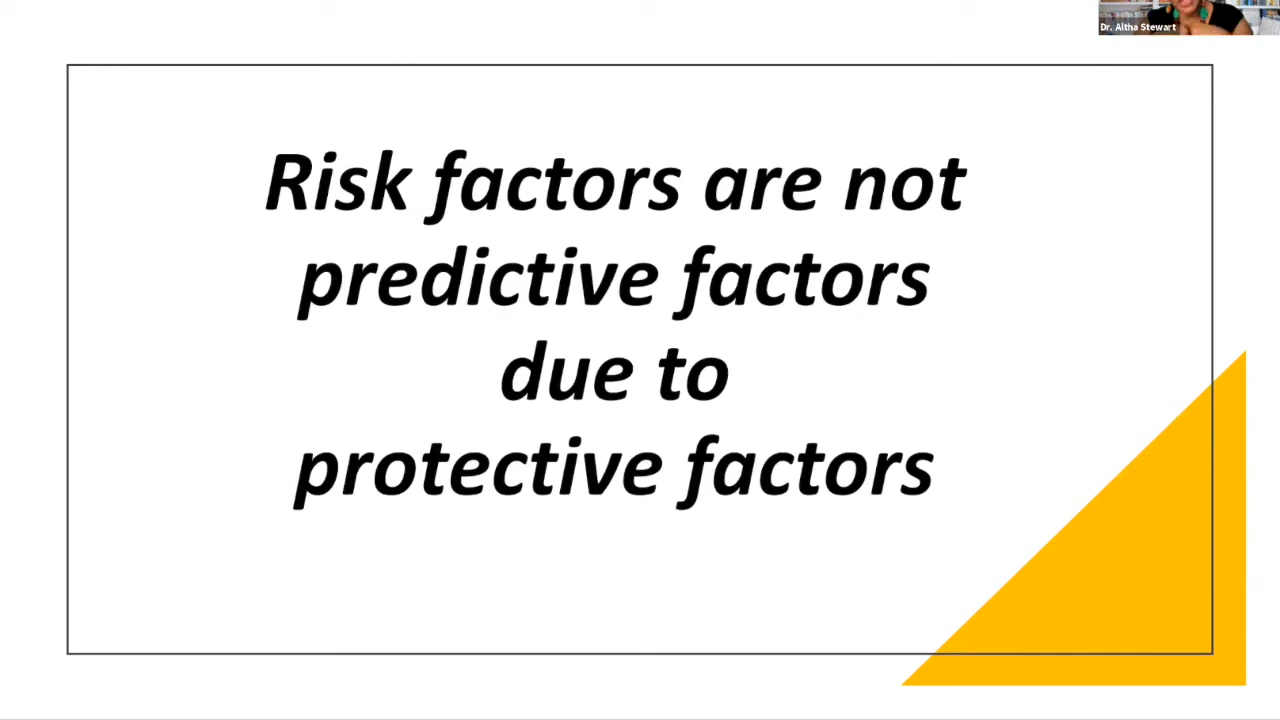 Dr. Altha Stewart
Risk factors are not
predictive factors
due to
protective factors